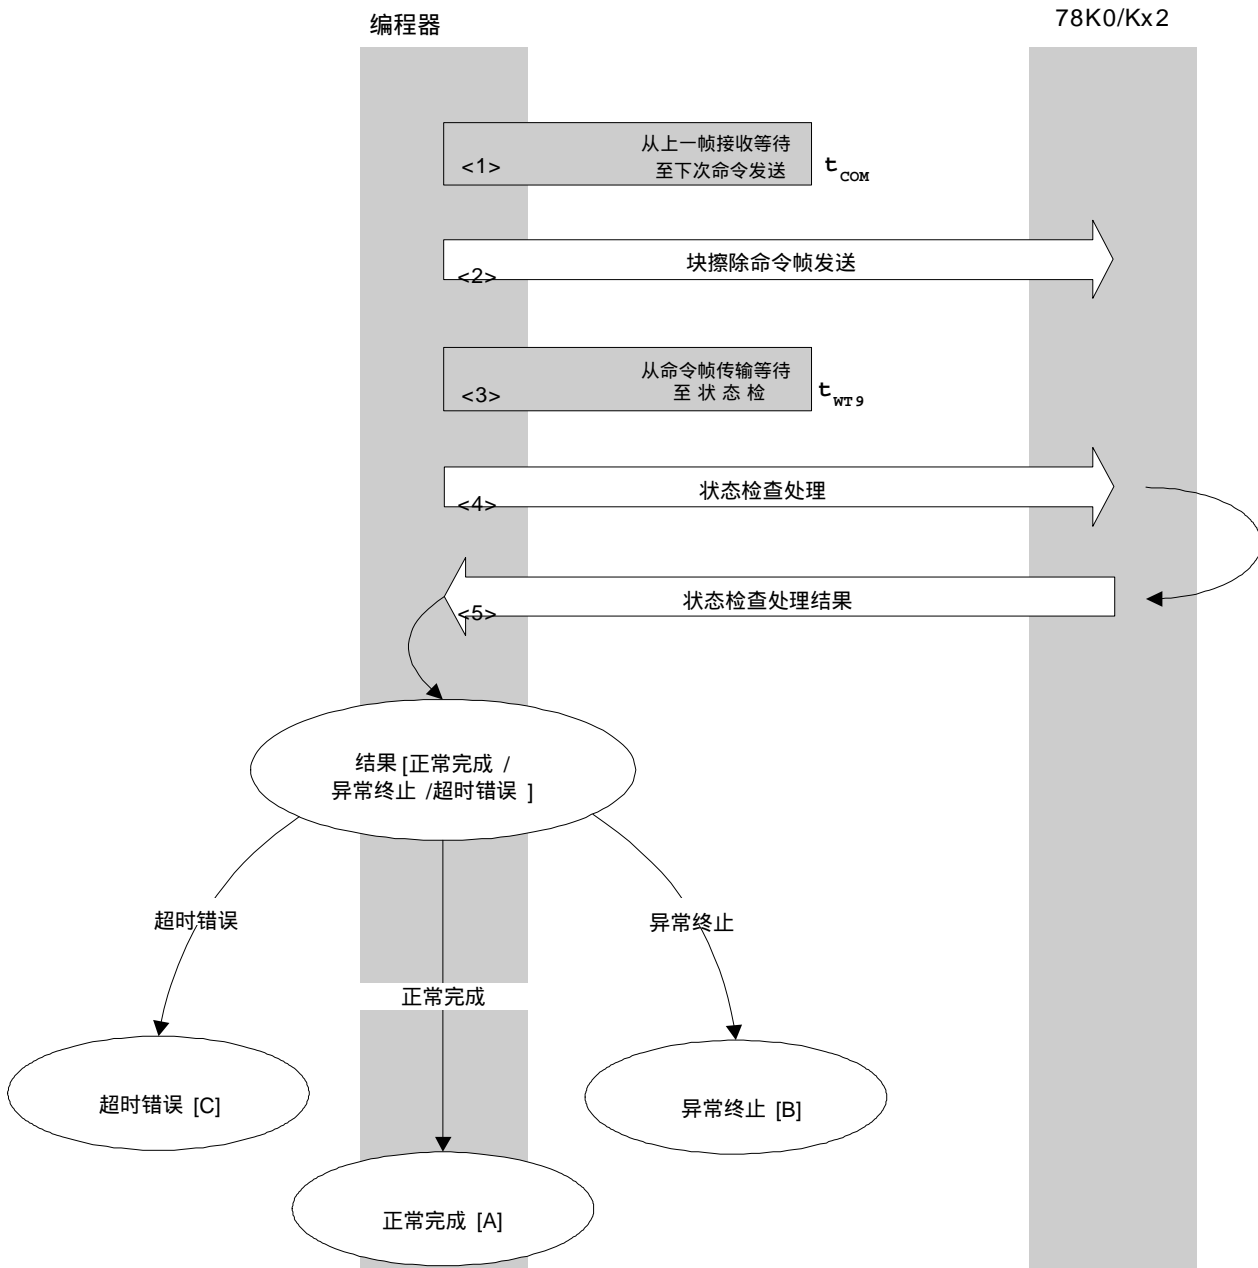 编程器
78K0/Kx2
从上一帧接收等待
<1> 至下次命令发送
tCOM
块擦除命令帧发送
<2>
从命令帧传输等待
<3> 至状态检
tWT9
状态检查处理
<4>
状态检查处理结果
<5>
结果[正常完成 /
异常终止 /超时错误 ]
超时错误
异常终止
正常完成
超时错误 [C]
异常终止 [B]
正常完成 [A]